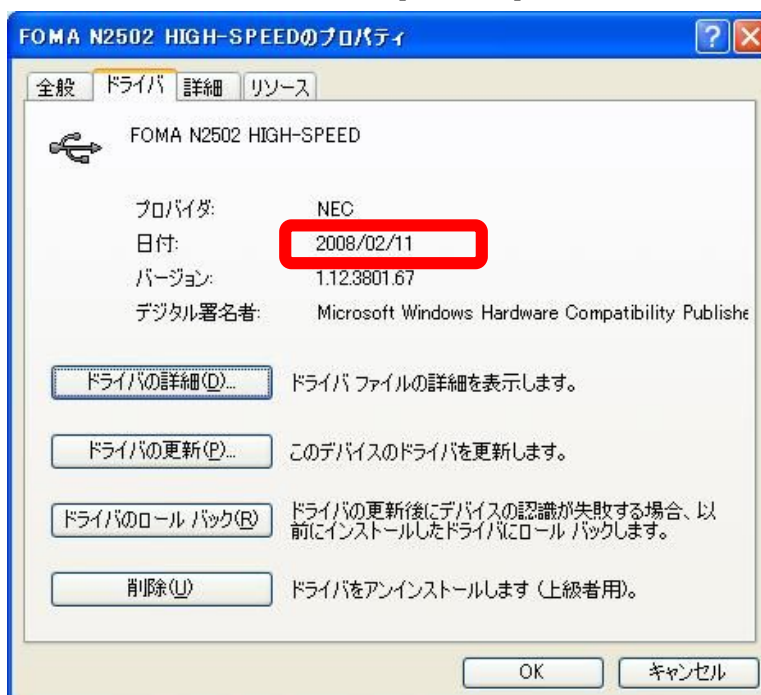 FOMA N2502 HIGH-SPEEDのプロパティ
全般 ドライバ 詳細 リソース
FOMA N2502 HIGH-SPEED
プロバイダ: NEC
日付: 2008/02/11
バージョン: 1.12.3801.67
デジタル署名者: Microsoft Windows Hardware Compatibility Publishe
ドライバの詳細(D)... ドライバ ファイルの詳細を表示します。
ドライバの更新(P)... このデバイスのドライバを更新します。
ドライバのロール バック(R) ドライバの更新後にデバイスの認識が失敗する場合、以
前にインストールしたドライバにロール バックします。
削除(U) ドライバをアンインストールします (上級者用)。
OK キャンセル